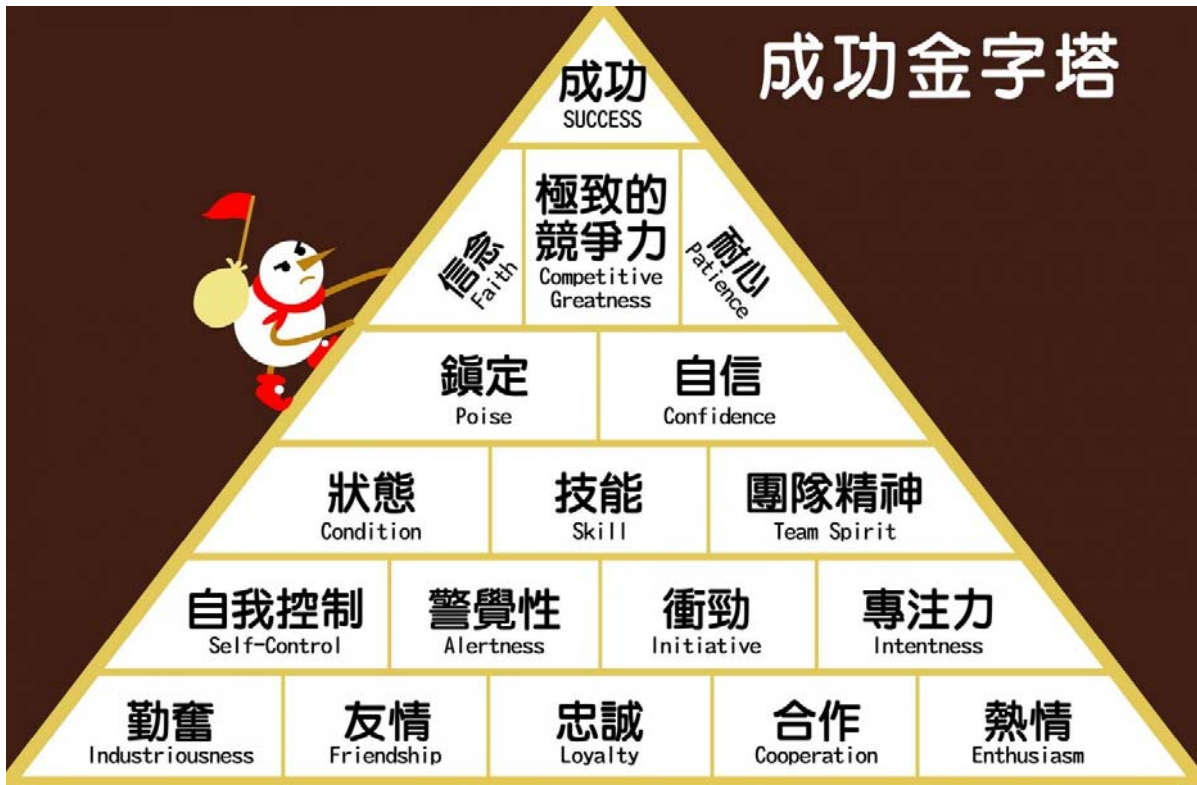 成功金字塔
成功
SUCCESS
信念
Faith
極致的
競爭力
Competitive
Greatness
耐心
Patience
鎭定
Poise
自信
Confidence
狀態
Condition
技能
Skill
團隊精神
Team Spirit
自我控制
Self-Control
警覺性
Alertness
衝勁
Initiative
專注力
Intentness
勤奮
Industriousness
友情
Friendship
忠誠
Loyalty
合作
Cooperation
熱情
Enthusiasm